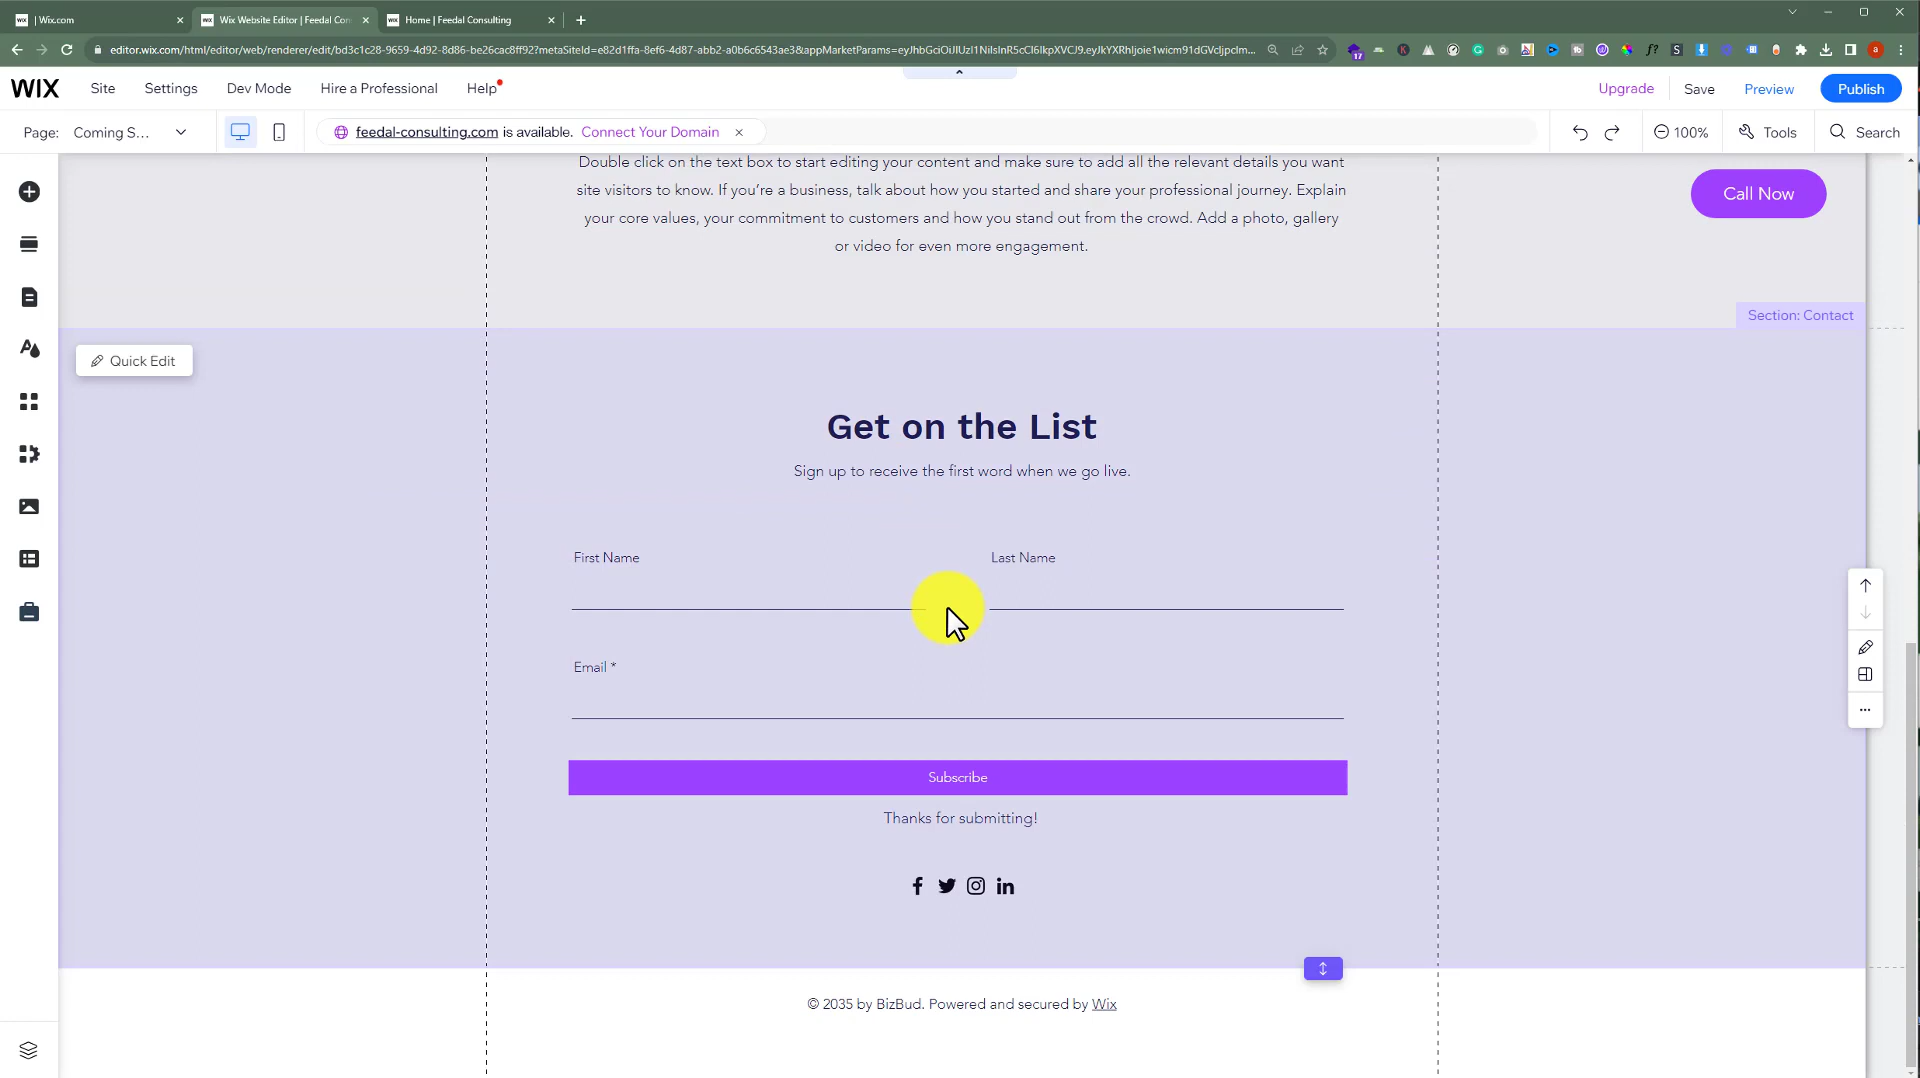 | Wix.com
Wix Website Editor | Feedal Con
Home | Feedal Consulting
WIX
Site
Settings
Dev Mode
Hire a Professional
Help
Upgrade
Save
Preview
Publish
Page:
Coming S...
feedal-consulting.com is available. Connect Your Domain
100%
Tools
Search
Double click on the text box to start editing your content and make sure to add all the relevant details you want
site visitors to know. If you're a business, talk about how you started and share your professional journey. Explain
your core values, your commitment to customers and how you stand out from the crowd. Add a photo, gallery
or video for even more engagement.
Call Now
Section: Contact
Quick Edit
Get on the List
Sign up to receive the first word when we go live.
First Name
Last Name
Email *
Subscribe
Thanks for submitting!
© 2035 by BizBud. Powered and secured by Wix